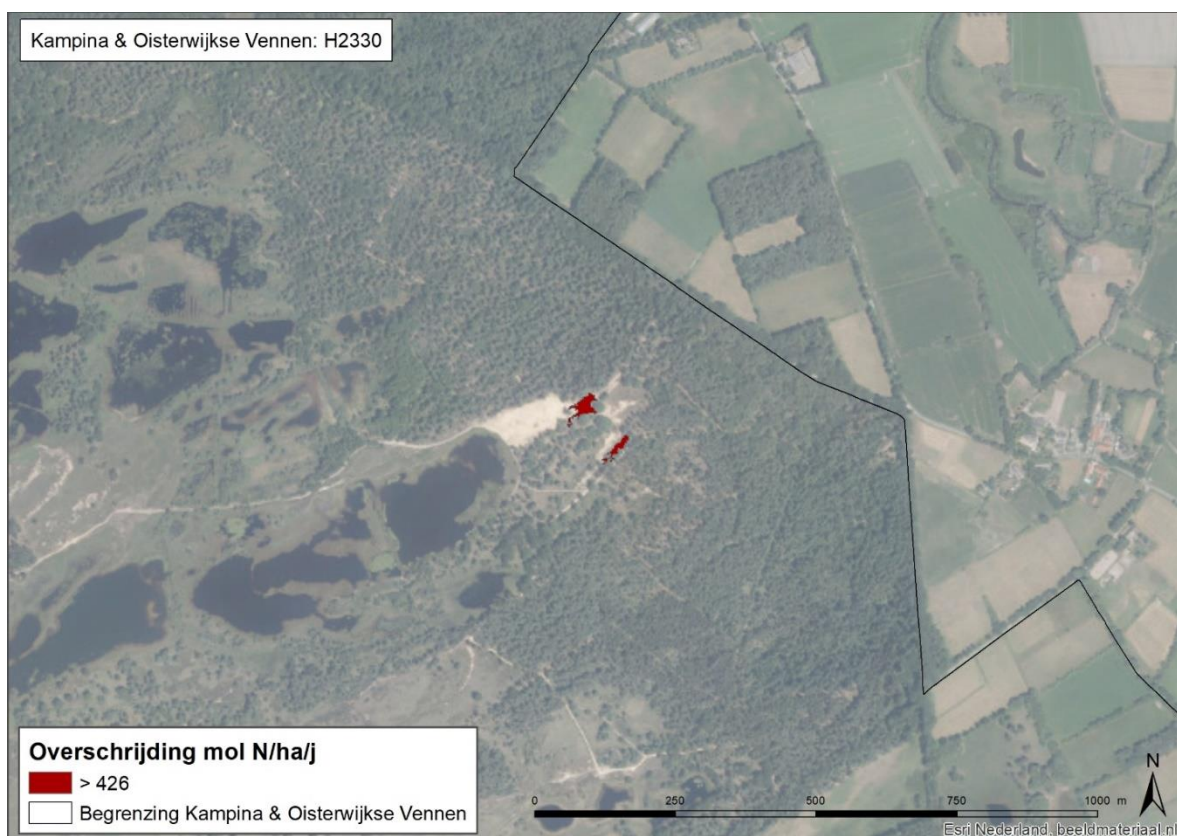 Kampina & Oisterwijkse Vennen: H2330
Overschrijding mol N/ha/j
> 426
Begrenzing Kampina & Oisterwijkse Vennen
N
0 250 500 750 1000 m
Esri Nederland, beeldmateriaal.nl